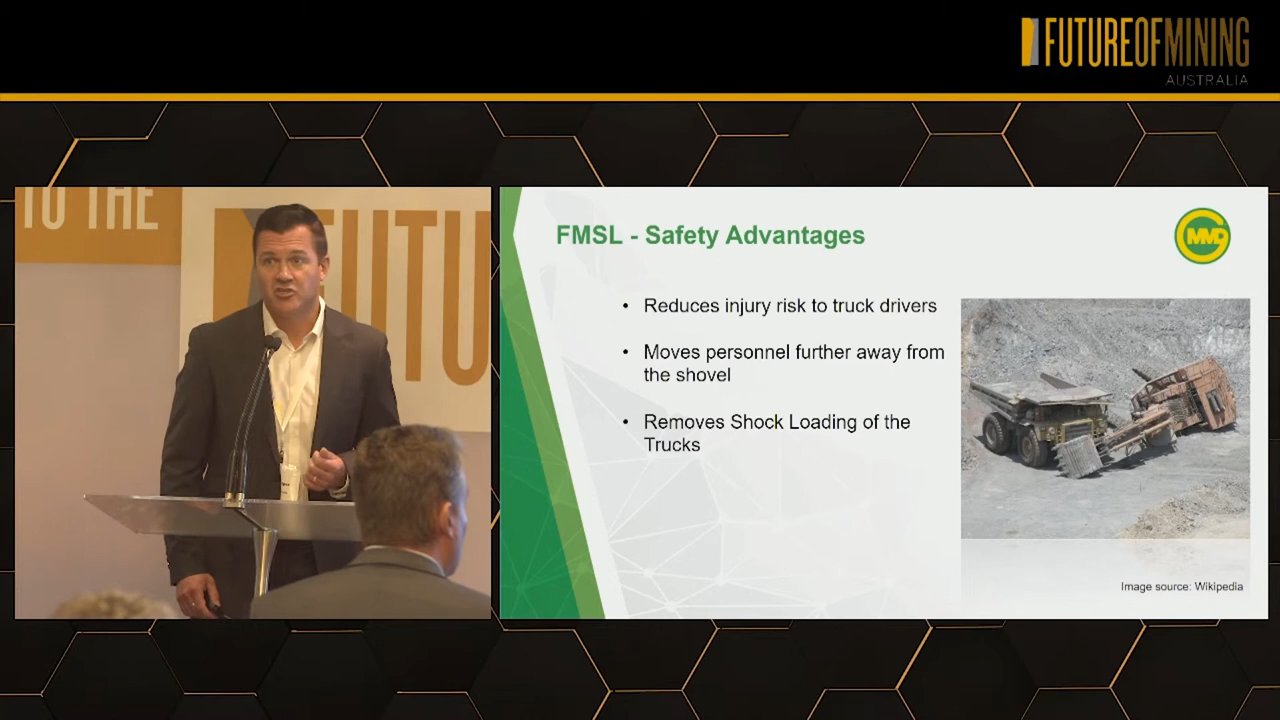 FUTUREOFMINING
AUSTRALIA
TO THE
FUTU
FMSL - Safety Advantages
MMD
• Reduces injury risk to truck drivers
• Moves personnel further away from
the shovel
• Removes Shock Loading of the
Trucks
Image source: Wikipedia